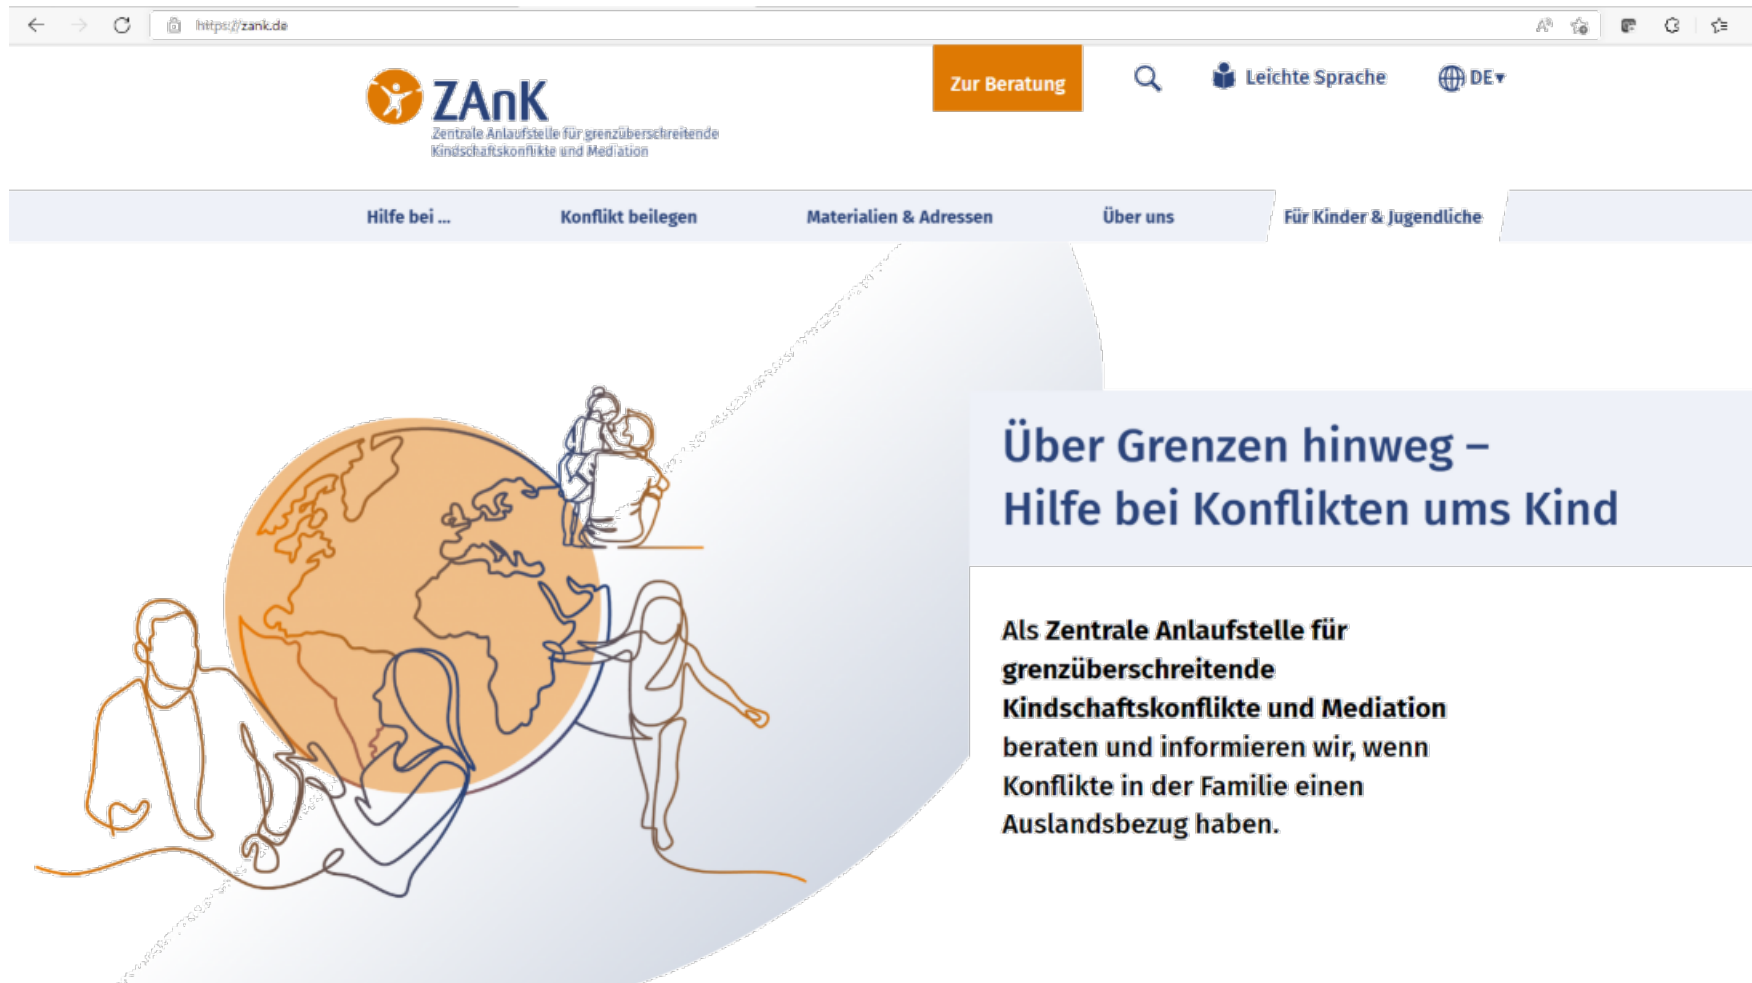 https://zank.de
Zur Beratung
Leichte Sprache
DE
ZAnK
Zentrale Anlaufstelle für grenzüberschreitende
Kindschaftskonflikte und Mediation
Hilfe bei ...
Konflikt beilegen
Materialien & Adressen
Über uns
Für Kinder & Jugendliche
Über Grenzen hinweg –
Hilfe bei Konflikten ums Kind
Als Zentrale Anlaufstelle für
grenzüberschreitende
Kindschaftskonflikte und Mediation
beraten und informieren wir, wenn
Konflikte in der Familie einen
Auslandsbezug haben.